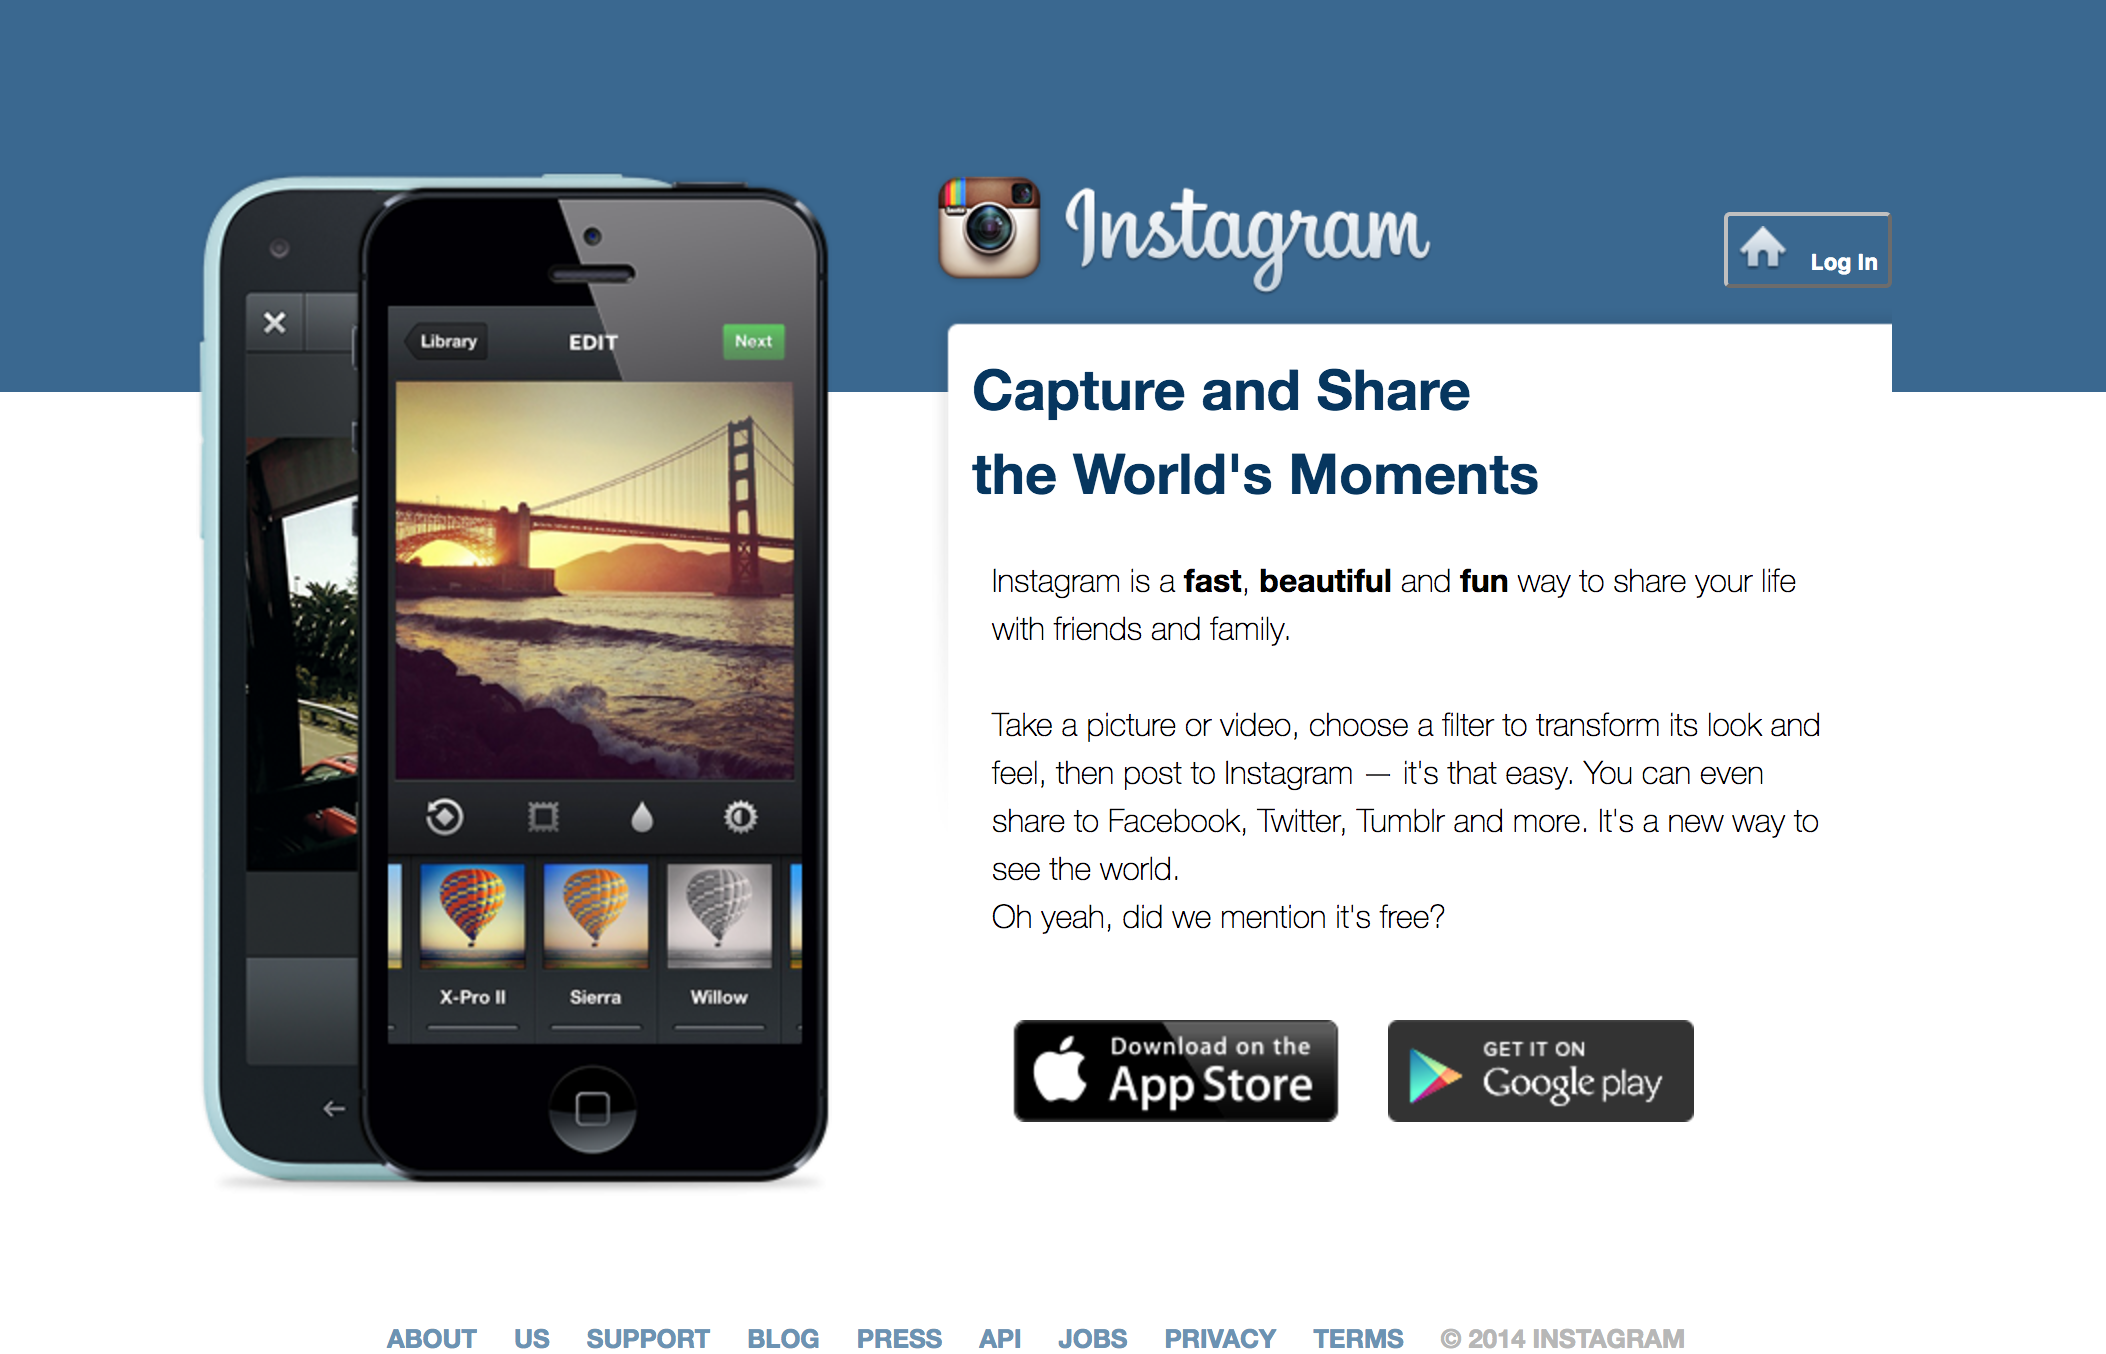 Instagram
Log In
Library
EDIT
Next
X-Pro II
Sierra
Willow
Capture and Share
the World's Moments
Instagram is a fast, beautiful and fun way to share your life
with friends and family.
Take a picture or video, choose a filter to transform its look and
feel, then post to Instagram — it's that easy. You can even
share to Facebook, Twitter, Tumblr and more. It's a new way to
see the world.
Oh yeah, did we mention it's free?
Download on the
App Store
GET IT ON
Google play
ABOUT US SUPPORT BLOG PRESS API JOBS PRIVACY TERMS © 2014 INSTAGRAM